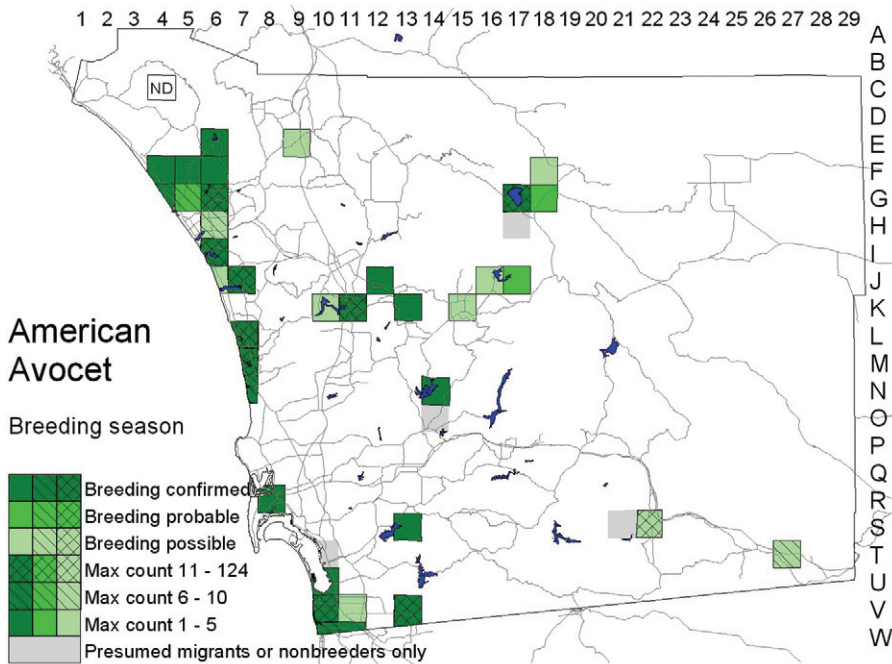 1 2 3 4 5 6 7 8 9 10 11 12 13 14 15 16 17 18 19 20 21 22 23 24 25 26 27 28 29
A
B
C
D
E
F
G
H
I
J
K
L
M
N
O
P
Q
R
S
T
U
V
W
ND
American
Avocet
Breeding season
Breeding confirmed
Breeding probable
Breeding possible
Max count 11 - 124
Max count 6 - 10
Max count 1 - 5
Presumed migrants or nonbreeders only